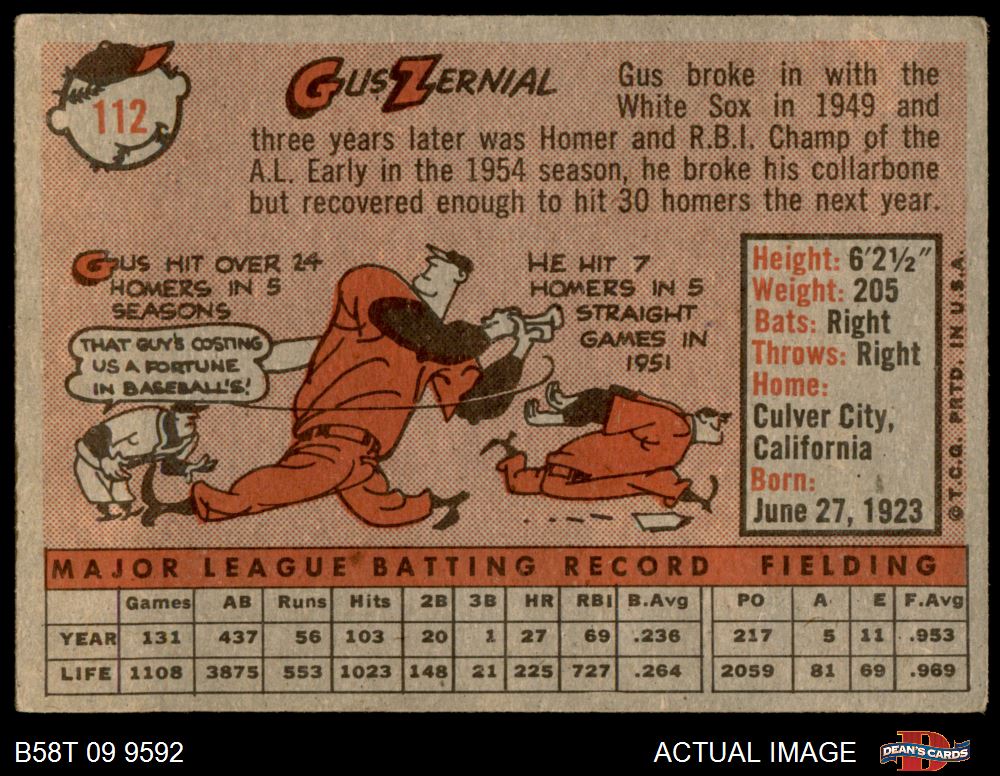 112
GUS ZERNIAL
Gus broke in with the
White Sox in 1949 and
three years later was Homer and R.B.I. Champ of the
A.L. Early in the 1954 season, he broke his collarbone
but recovered enough to hit 30 homers the next year.
GUS HIT OVER 24
HOMERS IN 5
SEASONS
THAT GUY'S COSTING
US A FORTUNE
IN BASEBALL'S!
HE HIT 7
HOMERS IN 5
STRAIGHT
GAMES IN
1951
Height: 6'2½"
Weight: 205
Bats: Right
Throws: Right
Home:
Culver City,
California
Born:
June 27, 1923
© T.C.G. PRTD. IN U.S.A.
MAJOR LEAGUE BATTING RECORD FIELDING
Games AB Runs Hits 2B 3B HR RBI B.Avg PO A E F.Avg
YEAR 131 437 56 103 20 1 27 69 .236 217 5 11 .953
LIFE 1108 3875 553 1023 148 21 225 727 .264 2059 81 69 .969
B58T 09 9592
ACTUAL IMAGE
DEAN'S CARDS